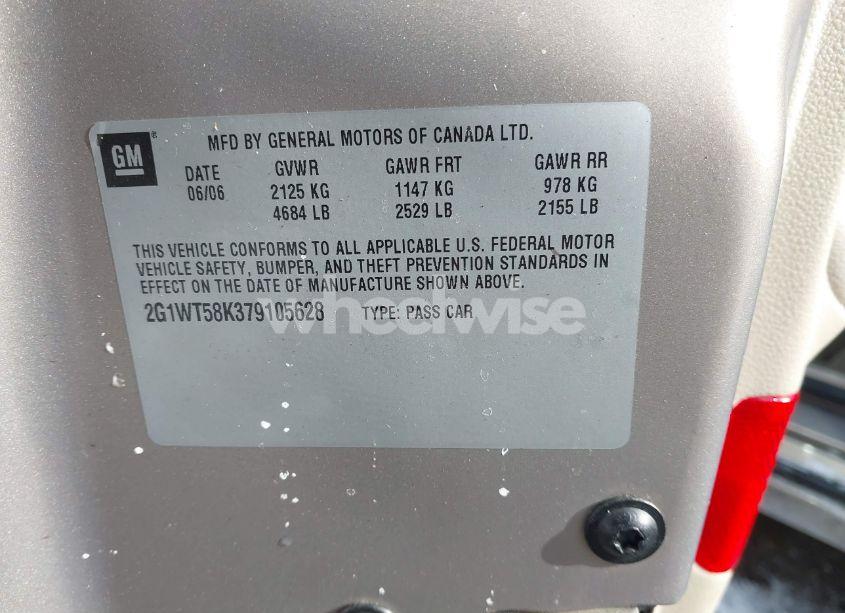 GM
MFD BY GENERAL MOTORS OF CANADA LTD.
DATE GVWR GAWR FRT GAWR RR
06/06 2125 KG 1147 KG 978 KG
4684 LB 2529 LB 2155 LB
THIS VEHICLE CONFORMS TO ALL APPLICABLE U.S. FEDERAL MOTOR
VEHICLE SAFETY, BUMPER, AND THEFT PREVENTION STANDARDS IN
EFFECT ON THE DATE OF MANUFACTURE SHOWN ABOVE.
2G1WT58K379105628 TYPE: PASS CAR
wheelwise